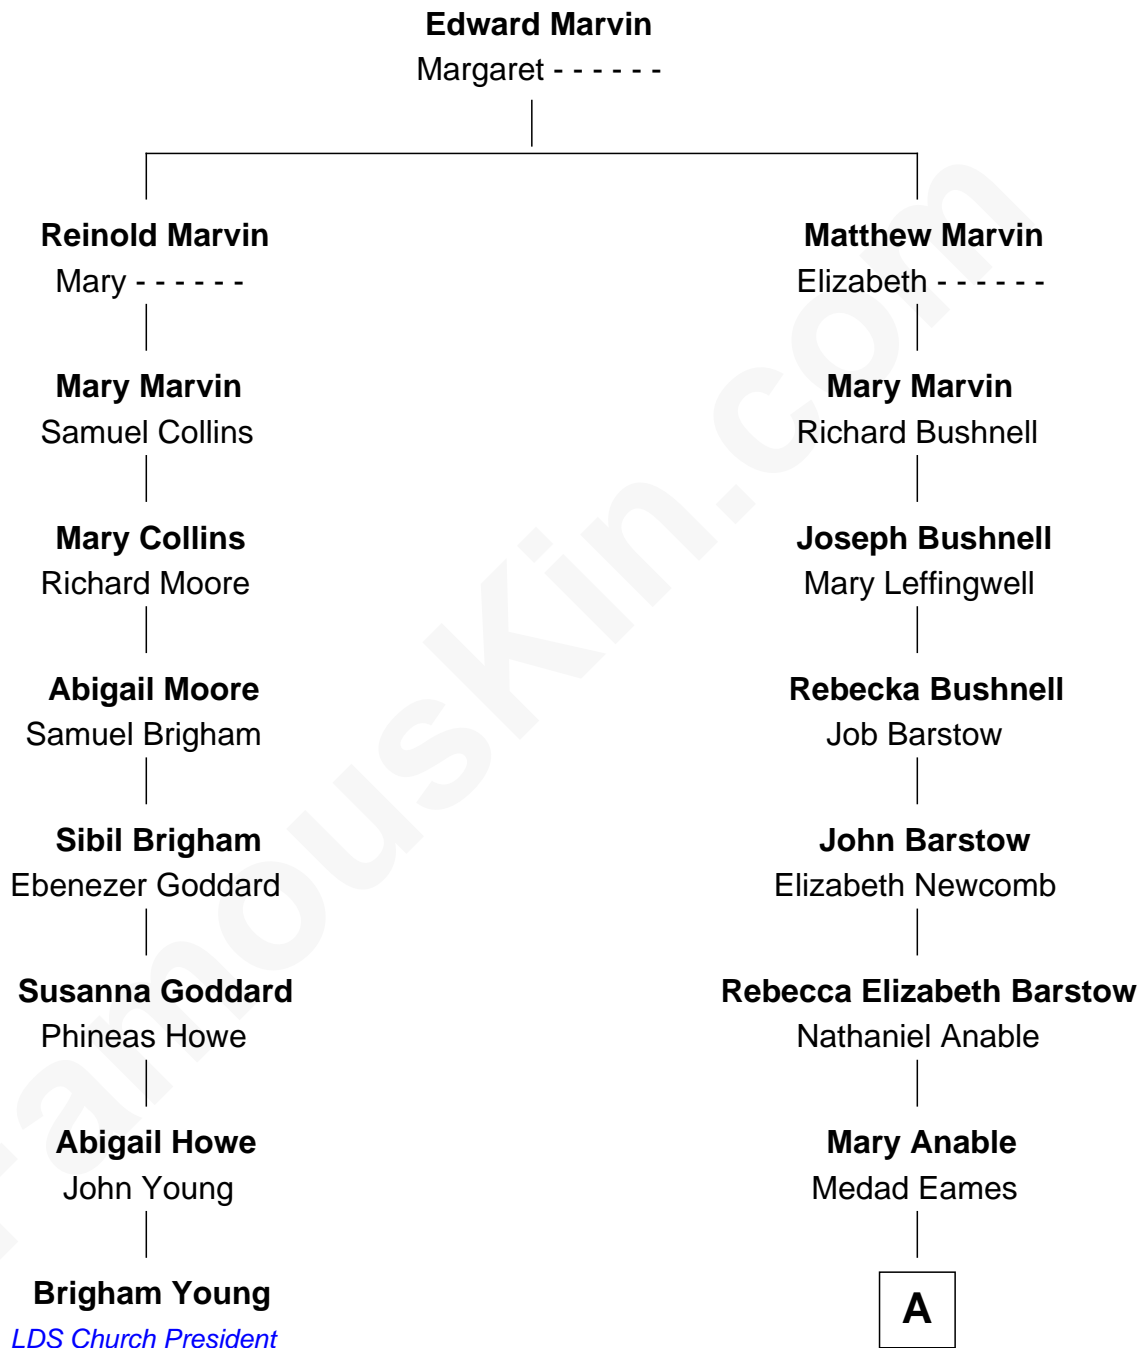 Edward Marvin
Margaret - - - - - -
Reinold Marvin
Mary - - - - - -
Mary Marvin
Samuel Collins
Mary Collins
Richard Moore
Abigail Moore
Samuel Brigham
Sibil Brigham
Ebenezer Goddard
Susanna Goddard
Phineas Howe
Abigail Howe
John Young
Brigham Young
LDS Church President
Matthew Marvin
Elizabeth - - - - - -
Mary Marvin
Richard Bushnell
Joseph Bushnell
Mary Leffingwell
Rebecka Bushnell
Job Barstow
John Barstow
Elizabeth Newcomb
Rebecca Elizabeth Barstow
Nathaniel Anable
Mary Anable
Medad Eames
A
FamousKin.com